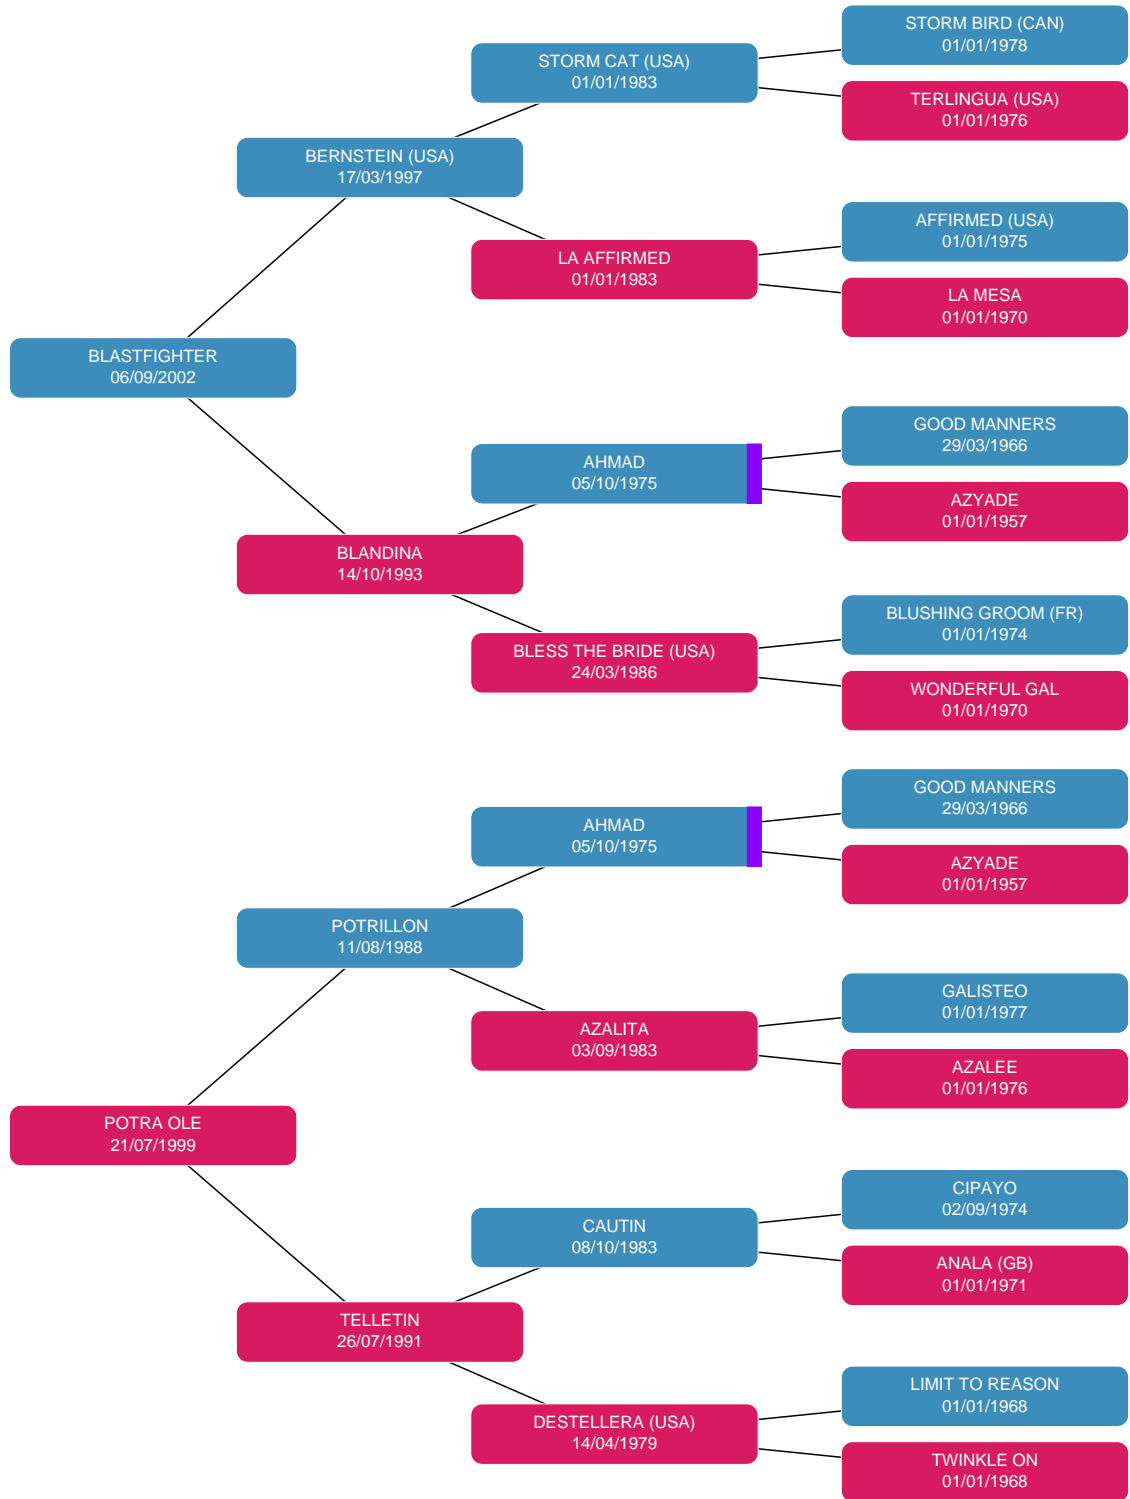 STORM BIRD (CAN)
01/01/1978
STORM CAT (USA)
01/01/1983
TERLINGUA (USA)
01/01/1976
BERNSTEIN (USA)
17/03/1997
AFFIRMED (USA)
01/01/1975
LA AFFIRMED
01/01/1983
LA MESA
01/01/1970
BLASTFIGHTER
06/09/2002
GOOD MANNERS
29/03/1966
AHMAD
05/10/1975
AZYADE
01/01/1957
BLANDINA
14/10/1993
BLUSHING GROOM (FR)
01/01/1974
BLESS THE BRIDE (USA)
24/03/1986
WONDERFUL GAL
01/01/1970
GOOD MANNERS
29/03/1966
AHMAD
05/10/1975
AZYADE
01/01/1957
POTRILLON
11/08/1988
GALISTEO
01/01/1977
AZALITA
03/09/1983
AZALEE
01/01/1976
POTRA OLE
21/07/1999
CIPAYO
02/09/1974
CAUTIN
08/10/1983
ANALA (GB)
01/01/1971
TELLETIN
26/07/1991
LIMIT TO REASON
01/01/1968
DESTELLERA (USA)
14/04/1979
TWINKLE ON
01/01/1968